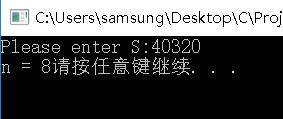 C:\Users\samsung\Desktop\C\Proj
Please enter S:40320
n = 8请按任意键继续. . .